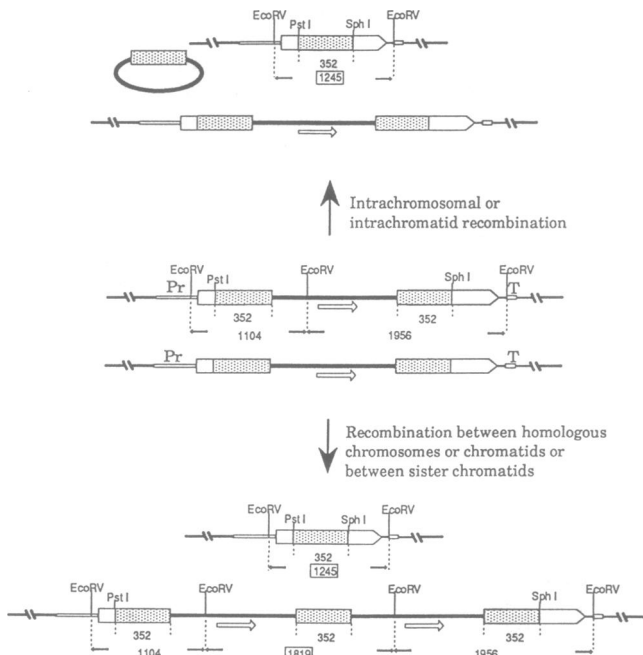 EcoRV EcoRV
Pst I Sph I
352
1245
Intrachromosomal or
intrachromatid recombination
EcoRV EcoRV EcoRV
Pr Pst I Sph I T
352 352
1104 1956
Pr T
Recombination between homologous
chromosomes or chromatids or
between sister chromatids
EcoRV EcoRV
Pst I Sph I
352
1245
EcoRV EcoRV EcoRV EcoRV
Pst I Sph I
352 352 352
1104 1819 1956